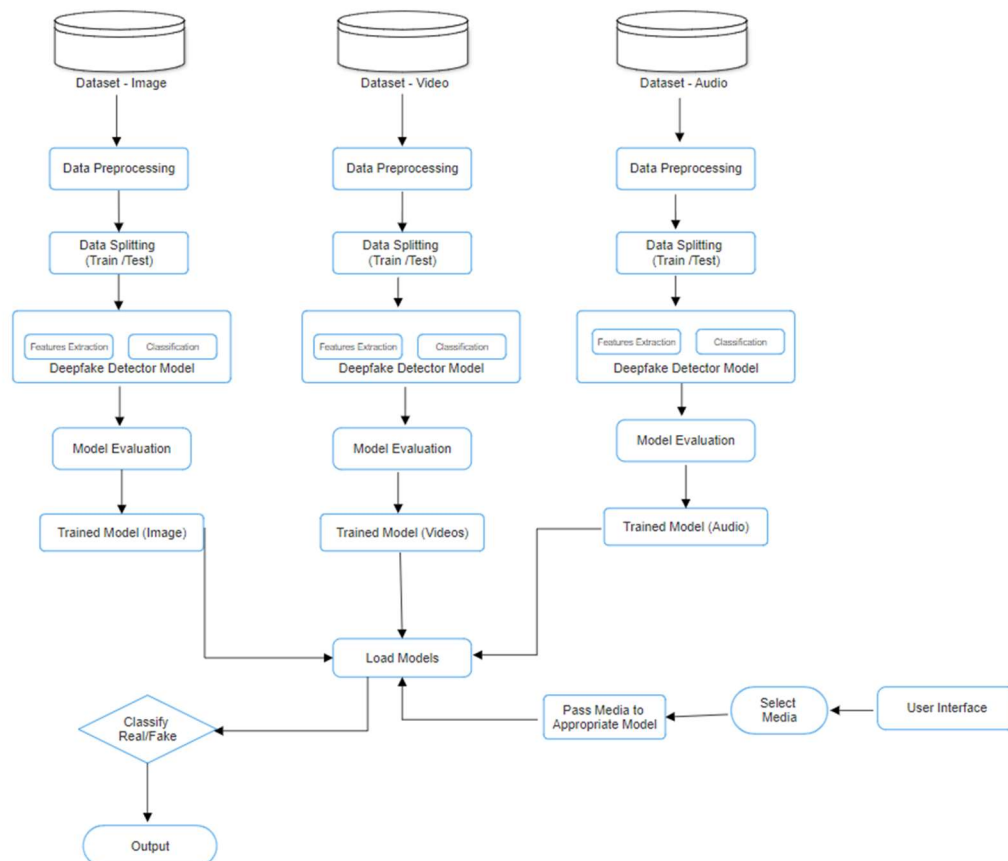 Dataset - Image
Dataset - Video
Dataset - Audio
Data Preprocessing
Data Preprocessing
Data Preprocessing
Data Splitting
(Train /Test)
Data Splitting
(Train /Test)
Data Splitting
(Train /Test)
Features Extraction
Classification
Deepfake Detector Model
Features Extraction
Classification
Deepfake Detector Model
Features Extraction
Classification
Deepfake Detector Model
Model Evaluation
Model Evaluation
Model Evaluation
Trained Model (Image)
Trained Model (Videos)
Trained Model (Audio)
Load Models
User Interface
Select
Media
Pass Media to
Appropriate Model
Classify
Real/Fake
Output